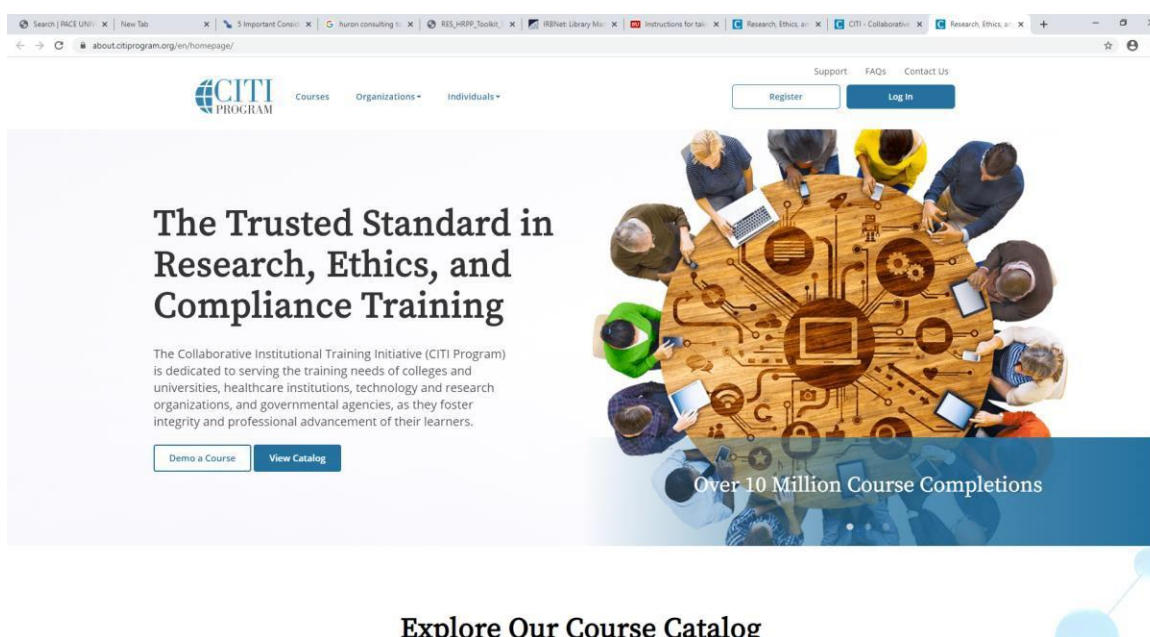 Search | PACE UNIV
New Tab
5 Important Consid
huron consulting to
RES_HRPP_Toolkit_
IRBNet: Library Man
Instructions for tak
Research, Ethics, an
CITI - Collaborative
Research, Ethics, an
about.citiprogram.org/en/homepage/
Support FAQs Contact Us
CITI
PROGRAM
Courses Organizations Individuals
Register Log In
The Trusted Standard in
Research, Ethics, and
Compliance Training
The Collaborative Institutional Training Initiative (CITI Program)
is dedicated to serving the training needs of colleges and
universities, healthcare institutions, technology and research
organizations, and governmental agencies, as they foster
integrity and professional advancement of their learners.
Demo a Course View Catalog
Over 10 Million Course Completions
Explore Our Course Catalog